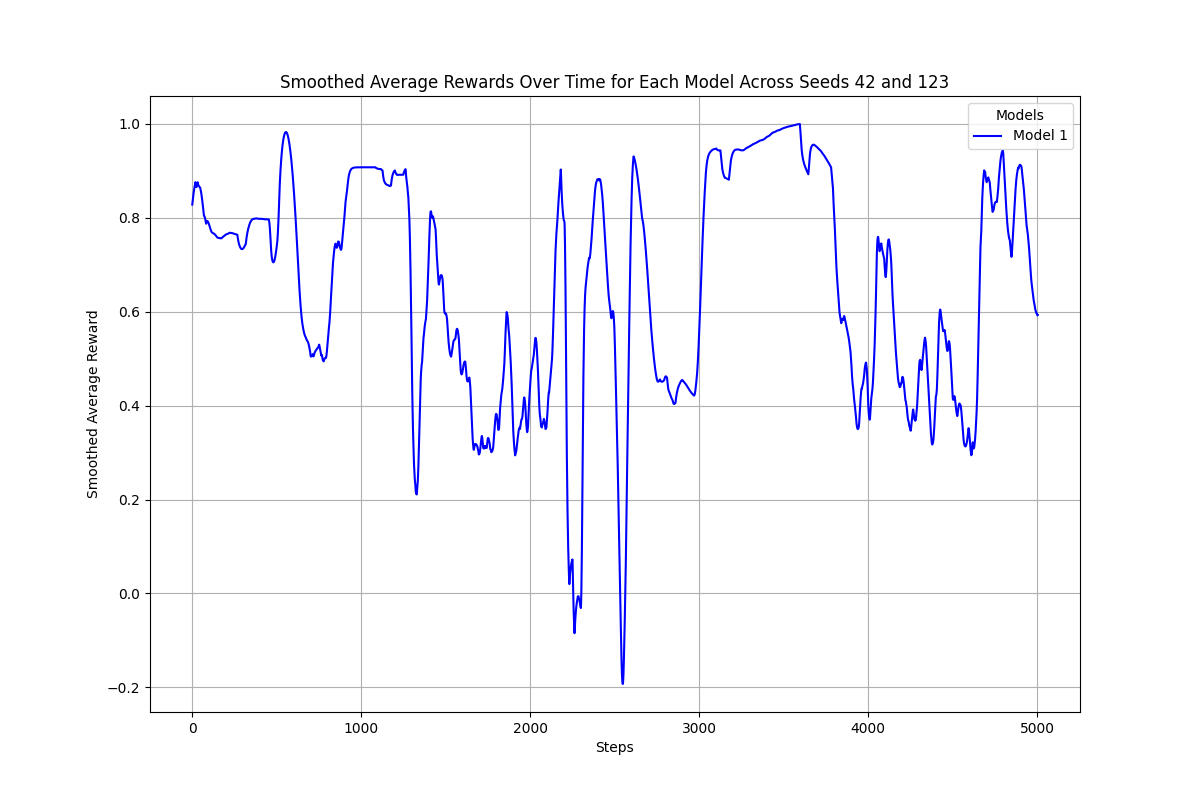 Smoothed Average Rewards Over Time for Each Model Across Seeds 42 and 123
Models
Model 1
Smoothed Average Reward
1.0
0.8
0.6
0.4
0.2
0.0
−0.2
0 1000 2000 3000 4000 5000
Steps